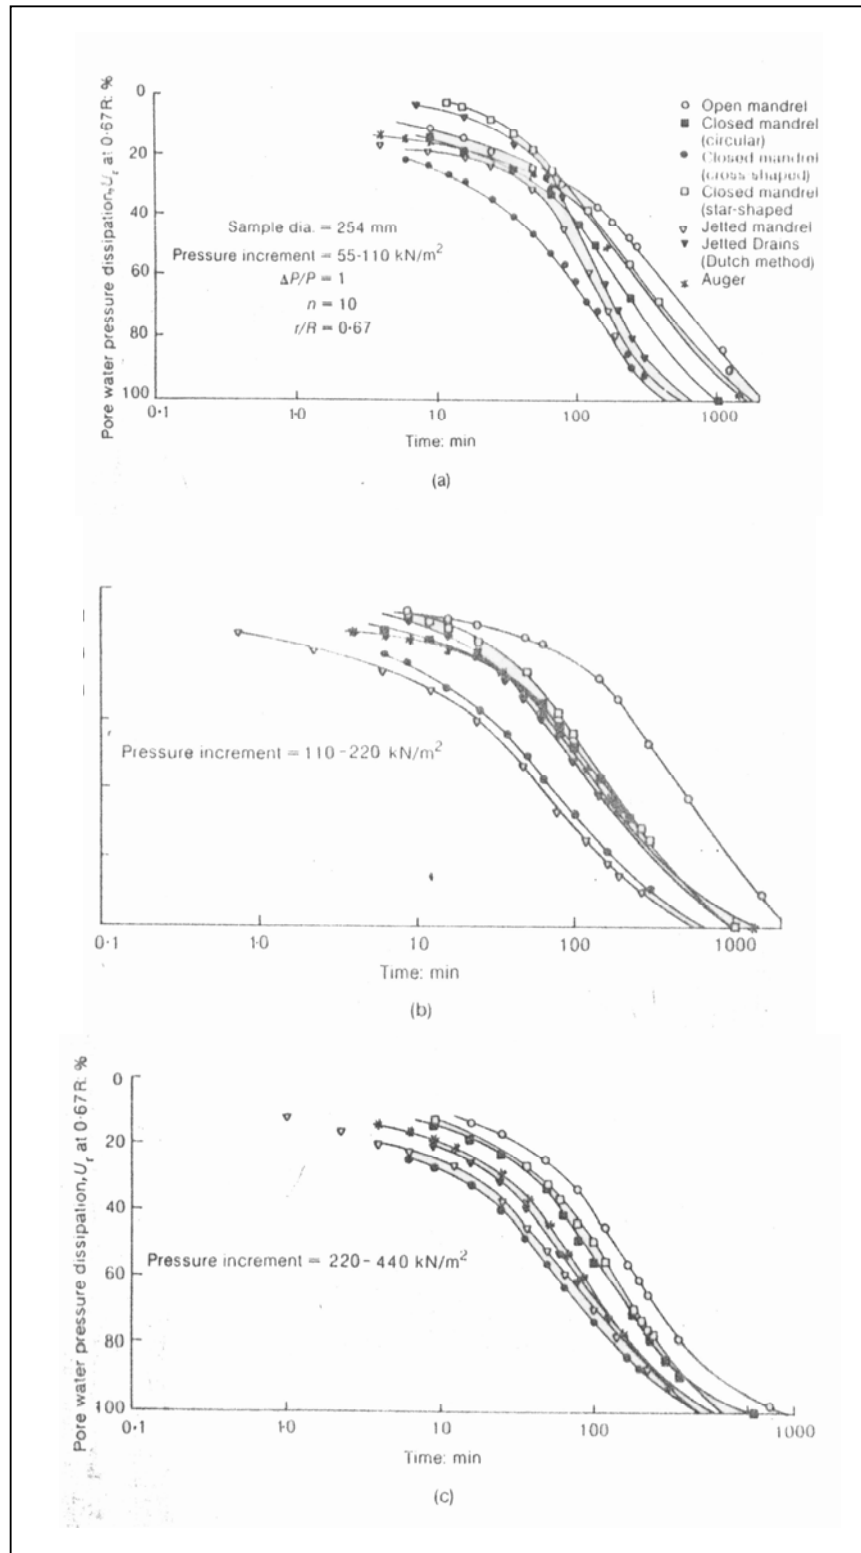 Pore water pressure dissipation, Uᵣ at 0·67R: %
0
20
40
60
80
100
0·1
1·0
10
100
1000
Time: min
Sample dia. = 254 mm
Pressure increment = 55-110 kN/m²
ΔP/P = 1
n = 10
r/R = 0·67
Open mandrel
Closed mandrel
(circular)
Closed mandrel
(cross shaped)
Closed mandrel
(star-shaped
Jetted mandrel
Jetted Drains
(Dutch method)
Auger
(a)
Pressure increment = 110-220 kN/m²
0·1
1·0
10
100
1000
Time: min
(b)
Pore water pressure dissipation, Uᵣ at 0·67R: %
0
20
40
60
80
100
Pressure increment = 220-440 kN/m²
0·1
1·0
10
100
1000
Time: min
(c)